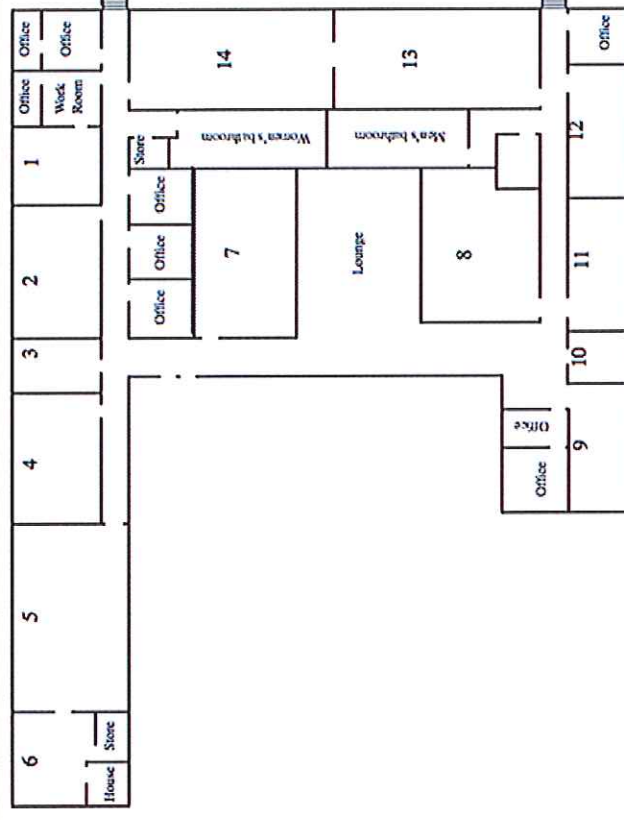 Office
Office
Office
Work
Room
1
2
3
4
5
6
House
Store
Store
Office
Office
Office
7
Lounge
8
Women's bathroom
Men's bathroom
14
13
Office
12
11
10
9
Office
Office